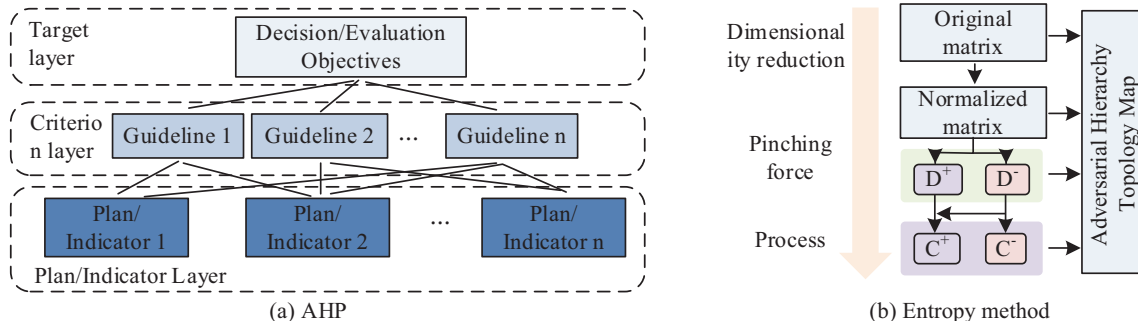 Target
layer
Decision/Evaluation
Objectives
Criterio
n layer
Guideline 1
Guideline 2
...
Guideline n
Plan/
Indicator 1
Plan/
Indicator 2
...
Plan/
Indicator n
Plan/Indicator Layer
(a) AHP
Dimensional
ity reduction
Pinching
force
Process
Original
matrix
Normalized
matrix
D+
D-
C+
C-
Adversarial Hierarchy
Topology Map
(b) Entropy method